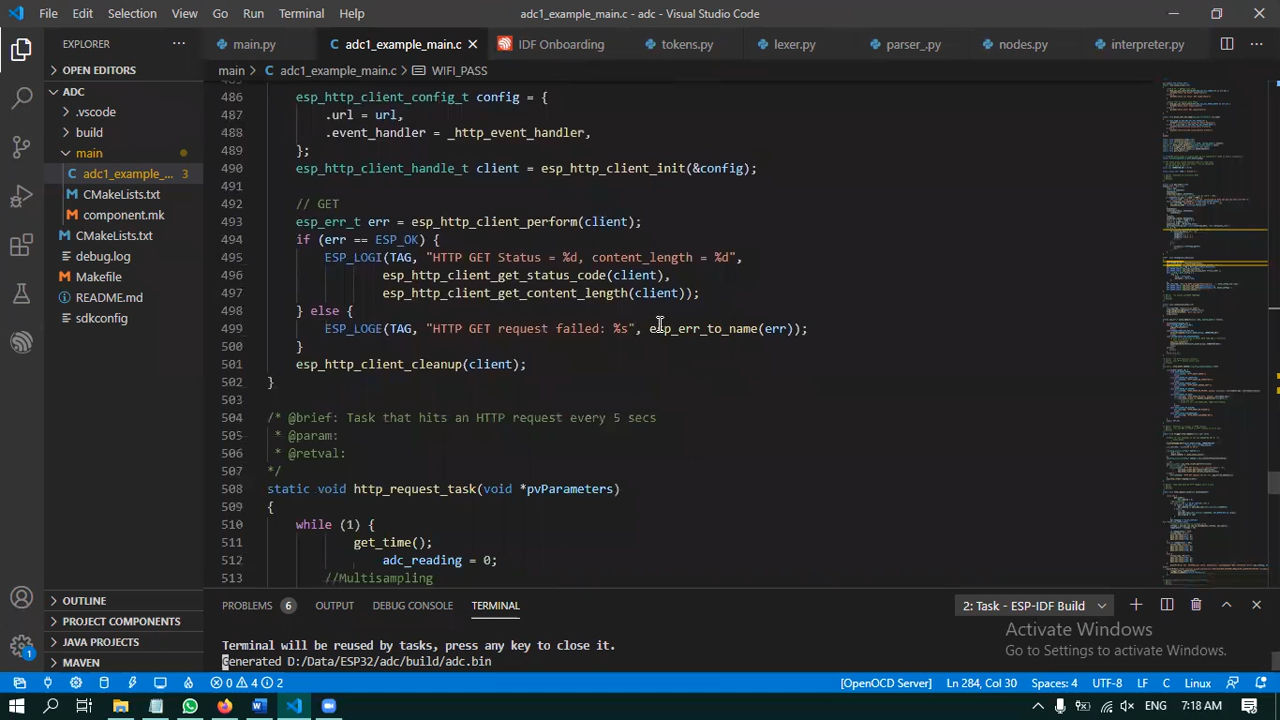 File Edit Selection View Go Run Terminal Help
adc1_example_main.c - adc - Visual Studio Code
EXPLORER
main.py adc1_example_main.c IDF Onboarding tokens.py lexer.py parser_.py nodes.py interpreter.py
OPEN EDITORS
main > adc1_example_main.c > WIFI_PASS
ADC
.vscode
build
main
adc1_example_... 3
CMakeLists.txt
component.mk
CMakeLists.txt
debug.log
Makefile
README.md
sdkconfig
486 esp_http_client_config_t config = {
487 .url = url,
488 .event_handler = _http_event_handler,
489 };
490 esp_http_client_handle_t client = esp_http_client_init(&config);
491
492 // GET
493 esp_err_t err = esp_http_client_perform(client);
494 if (err == ESP_OK) {
495 ESP_LOGI(TAG, "HTTP GET Status = %d, content_length = %d",
496 esp_http_client_get_status_code(client),
497 esp_http_client_get_content_length(client));
498 } else {
499 ESP_LOGE(TAG, "HTTP GET request failed: %s", esp_err_to_name(err));
500 }
501 esp_http_client_cleanup(client);
502 }
503
504 /* @brief Task that hits an http request every 5 secs
505 * @param:
506 * @retval:
507 */
508 static void http_request_task(void *pvParameters)
509 {
510 while (1) {
511 get_time();
512 adc_reading = 0;
513 //Multisampling
OUTLINE
PROJECT COMPONENTS
JAVA PROJECTS
MAVEN
PROBLEMS 6 OUTPUT DEBUG CONSOLE TERMINAL
2: Task - ESP-IDF Build
Terminal will be reused by tasks, press any key to close it.
Generated D:/Data/ESP32/adc/build/adc.bin
Activate Windows
Go to Settings to activate Windows.
1
0 4 2
[OpenOCD Server] Ln 284, Col 30 Spaces: 4 UTF-8 LF C Linux
ENG 7:18 AM